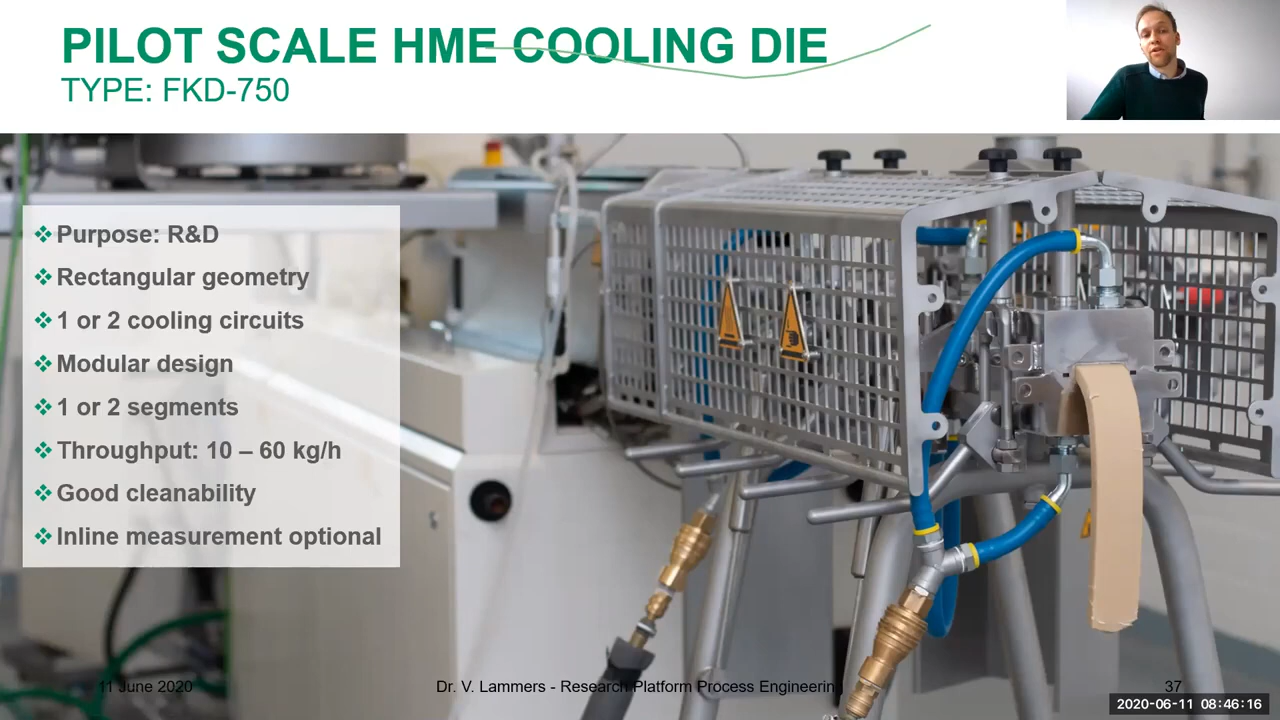 PILOT SCALE HME COOLING DIE
TYPE: FKD-750
❖ Purpose: R&D
❖ Rectangular geometry
❖ 1 or 2 cooling circuits
❖ Modular design
❖ 1 or 2 segments
❖ Throughput: 10 – 60 kg/h
❖ Good cleanability
❖ Inline measurement optional
11 June 2020
Dr. V. Lammers - Research Platform Process Engineering
37
2020-06-11 08:46:16